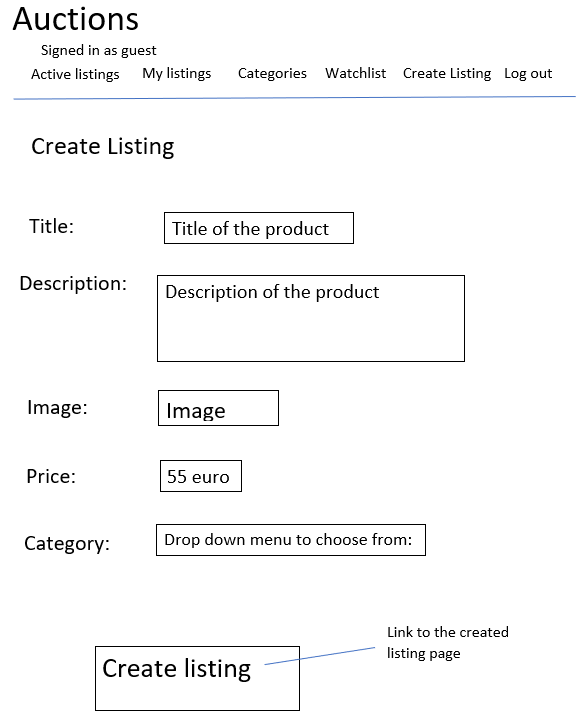 Auctions
Signed in as guest
Active listings My listings Categories Watchlist Create Listing Log out
Create Listing
Title: Title of the product
Description: Description of the product
Image: Image
Price: 55 euro
Category: Drop down menu to choose from:
Link to the created
listing page
Create listing